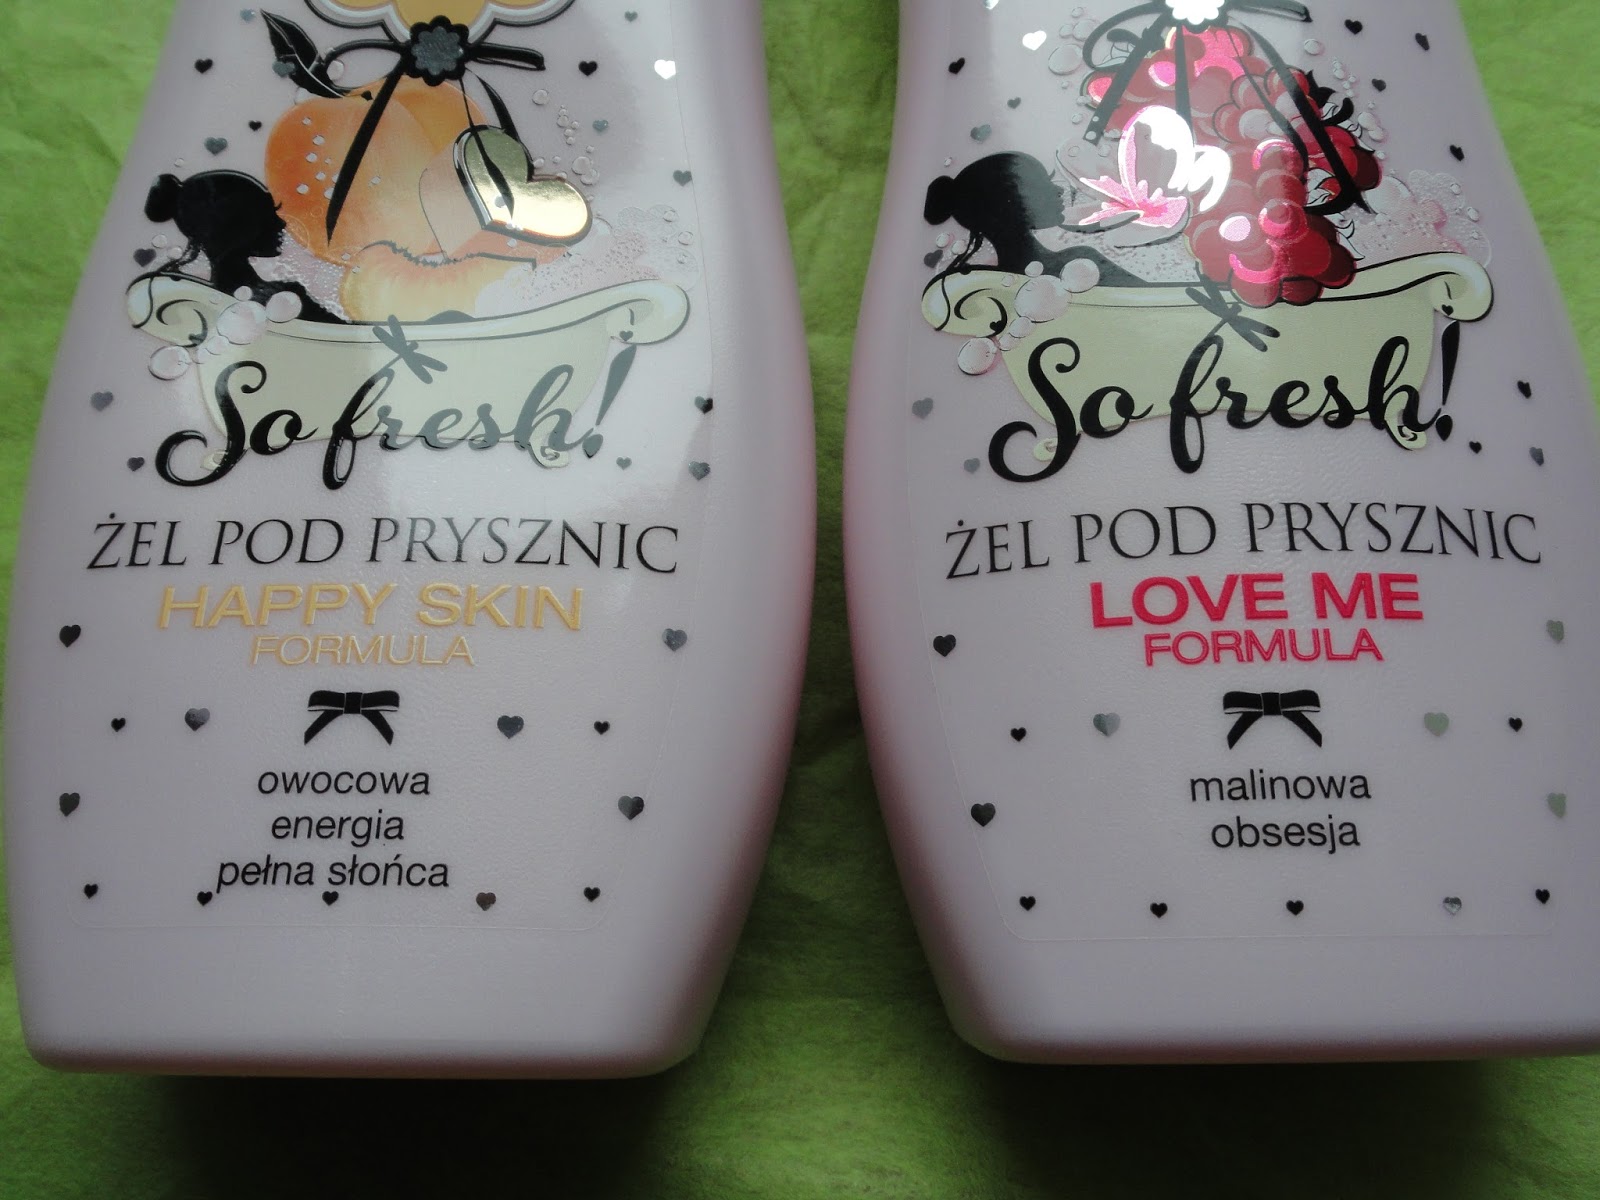 So fresh!
ŻEL POD PRYSZNIC
HAPPY SKIN
FORMULA
owocowa
energia
pełna słońca
So fresh!
ŻEL POD PRYSZNIC
LOVE ME
FORMULA
malinowa
obsesja